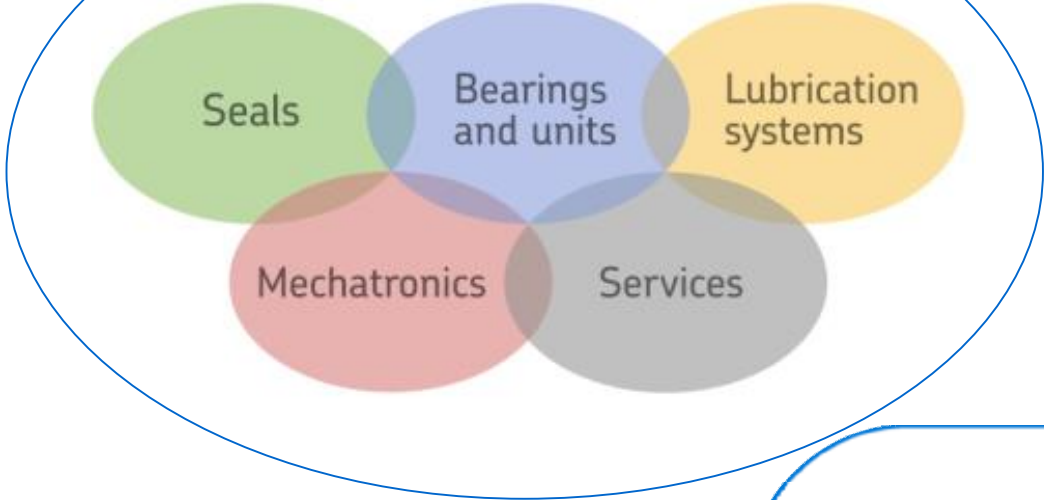 Seals
Bearings
and units
Lubrication
systems
Mechatronics
Services